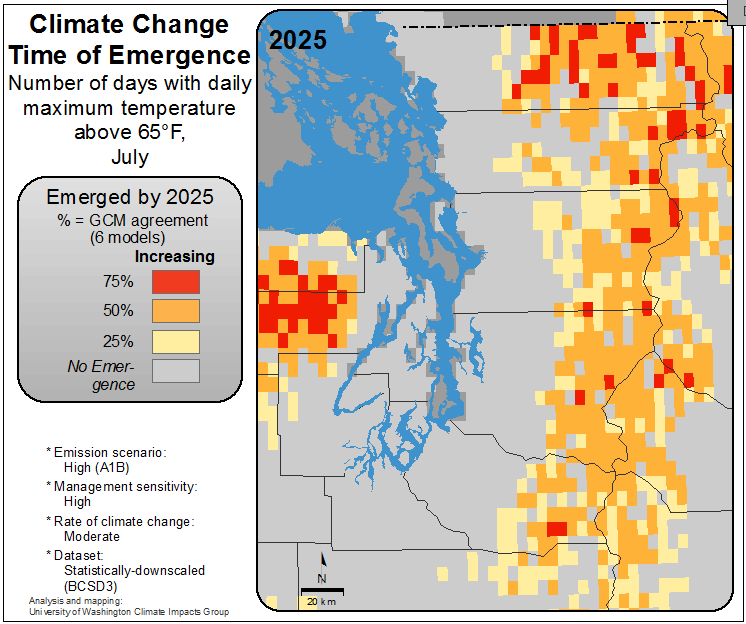 Climate Change
Time of Emergence
Number of days with daily
maximum temperature
above 65°F,
July
2025
Emerged by 2025
% = GCM agreement
(6 models)
Increasing
75%
50%
25%
No Emer-
gence
* Emission scenario:
High (A1B)
* Management sensitivity:
High
* Rate of climate change:
Moderate
* Dataset:
Statistically-downscaled
(BCSD3)
Analysis and mapping:
University of Washington Climate Impacts Group
N
20 km